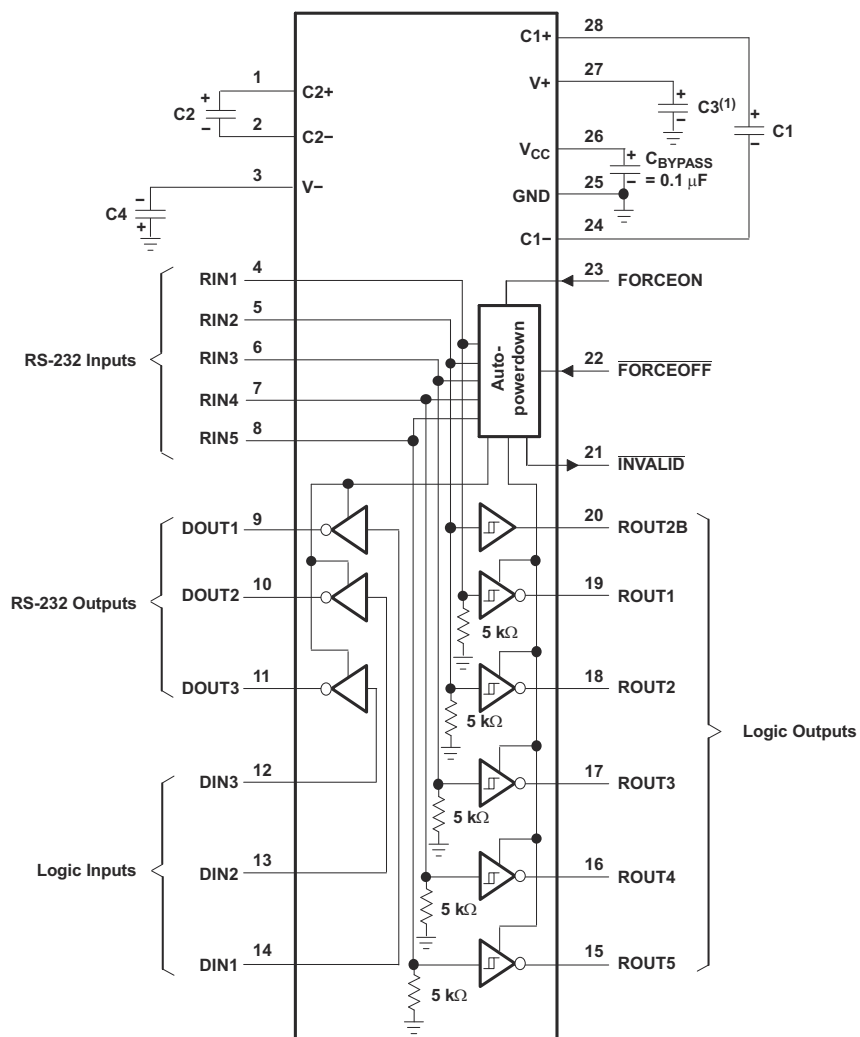 28
C1+
27
V+
C3(1)
C1
1
C2+
C2
2
C2−
26
VCC
CBYPASS
= 0.1 μF
25
GND
3
V−
C4
24
C1−
+
−
+
−
+
−
+
−
+
−
4
RIN1
5
RIN2
6
RIN3
7
RIN4
8
RIN5
RS-232 Inputs
23
FORCEON
22
FORCEOFF
21
INVALID
Auto-
powerdown
9
DOUT1
10
DOUT2
11
DOUT3
RS-232 Outputs
12
DIN3
13
DIN2
14
DIN1
Logic Inputs
20
ROUT2B
19
ROUT1
5 kΩ
18
ROUT2
5 kΩ
17
ROUT3
5 kΩ
16
ROUT4
5 kΩ
15
ROUT5
5 kΩ
Logic Outputs